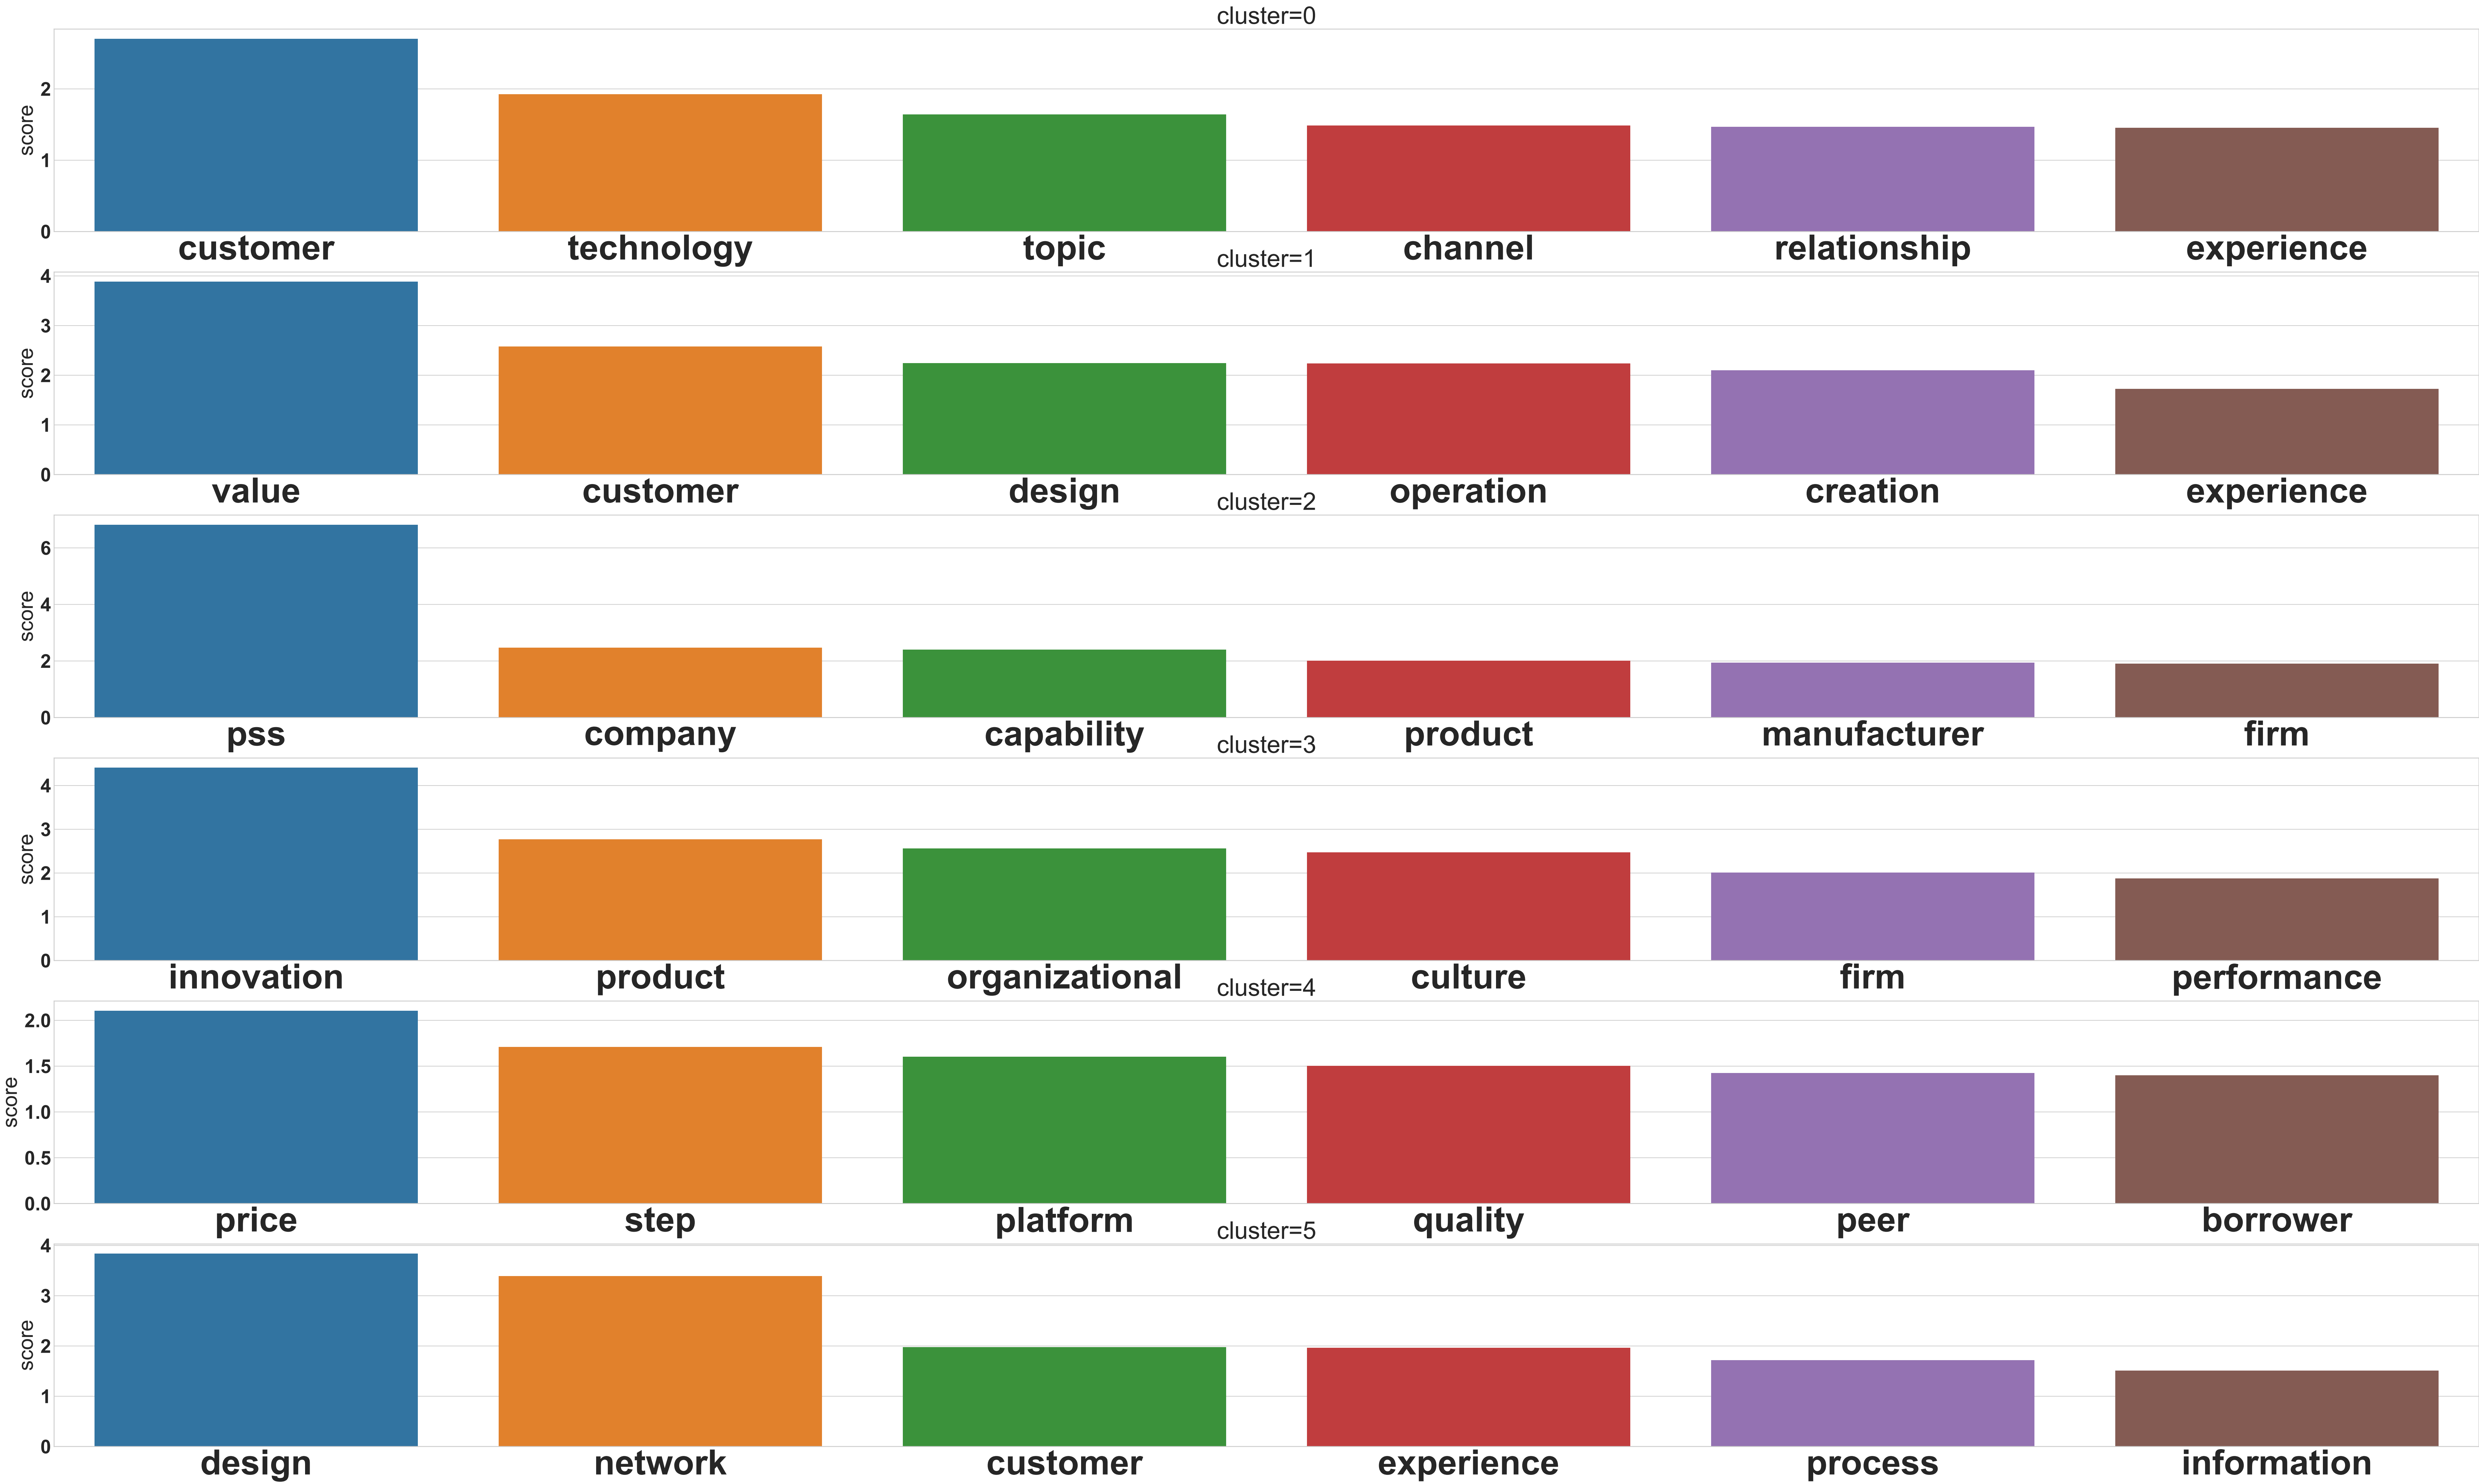 cluster=0
score
2
1
0
customer technology topic channel relationship experience
cluster=1
score
4
3
2
1
0
value customer design operation creation experience
cluster=2
score
6
4
2
0
pss company capability product manufacturer firm
cluster=3
score
4
3
2
1
0
innovation product organizational culture firm performance
cluster=4
score
2.0
1.5
1.0
0.5
0.0
price step platform quality peer borrower
cluster=5
score
4
3
2
1
0
design network customer experience process information